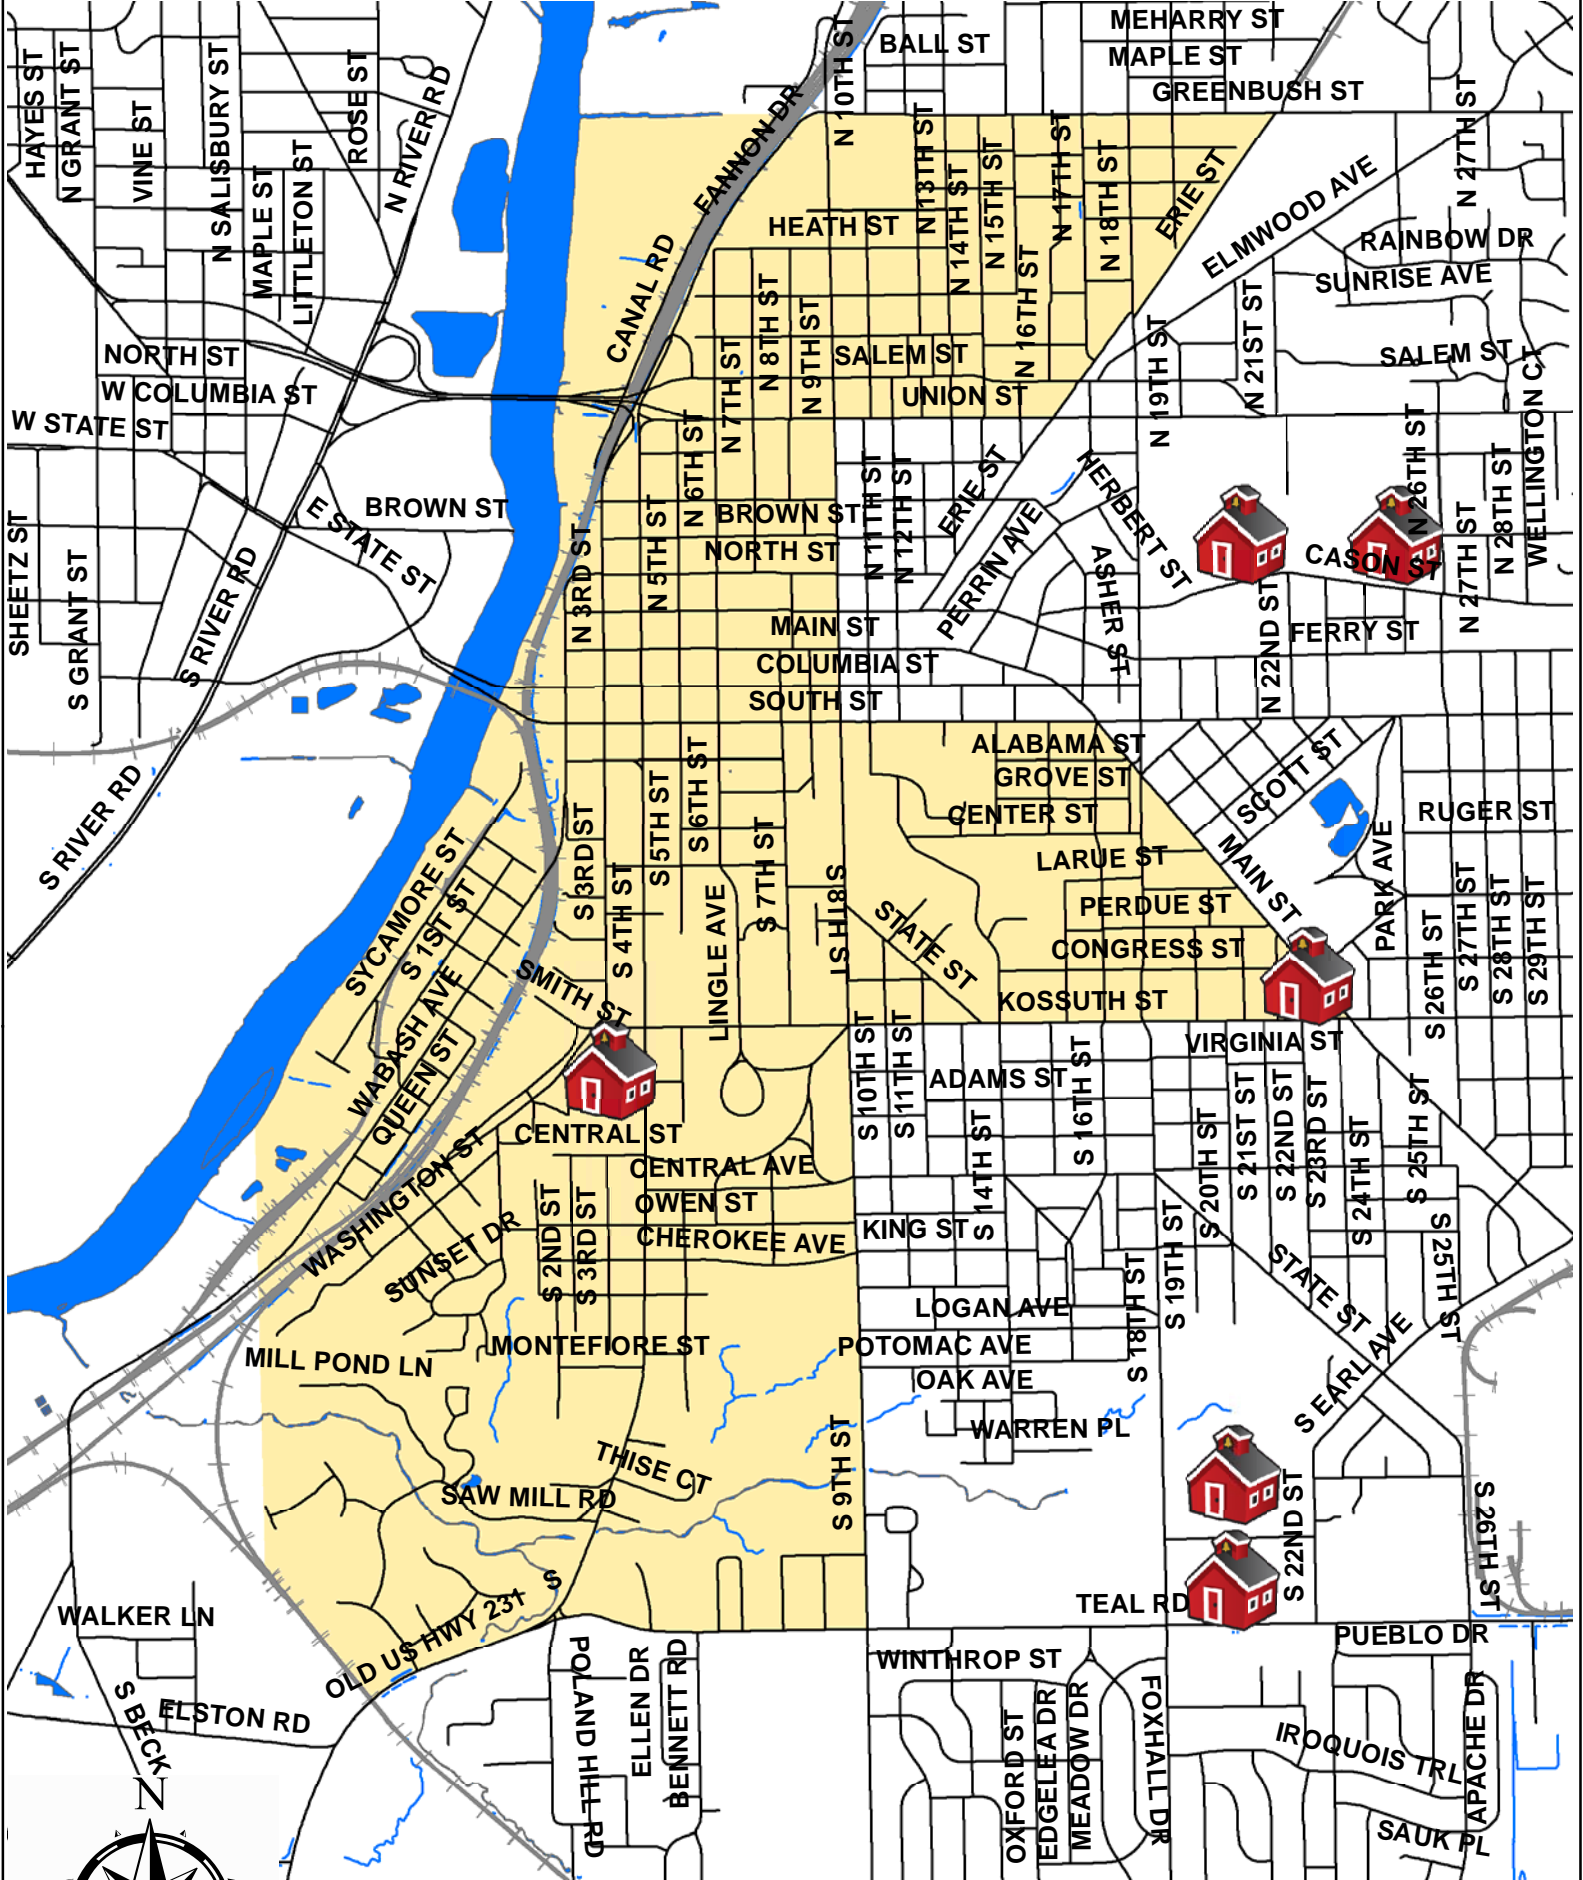 MEHARRY ST
BALL ST
MAPLE ST
GREENBUSH ST
HAYES ST
N GRANT ST
VINE ST
N SALISBURY ST
MAPLE ST
LITTLETON ST
ROSE ST
N RIVER RD
FANNON DR
N 10TH ST
N 13TH ST
N 14TH ST
N 15TH ST
N 16TH ST
N 17TH ST
N 18TH ST
ERIE ST
ELMWOOD AVE
N 27TH ST
RAINBOW DR
SUNRISE AVE
HEATH ST
CANAL RD
N 7TH ST
N 8TH ST
N 9TH ST
SALEM ST
UNION ST
N 19TH ST
N 21ST ST
SALEM ST
WELLINGTON CT
NORTH ST
W COLUMBIA ST
W STATE ST
BROWN ST
E STATE ST
SHEETZ ST
S GRANT ST
S RIVER RD
N 3RD ST
N 5TH ST
N 6TH ST
BROWN ST
NORTH ST
N 11TH ST
N 12TH ST
ERIE ST
PERRIN AVE
HERBERT ST
ASHER ST
N 26TH ST
CASON ST
N 27TH ST
N 28TH ST
N 22ND ST
FERRY ST
MAIN ST
COLUMBIA ST
SOUTH ST
ALABAMA ST
GROVE ST
CENTER ST
SCOTT ST
RUGER ST
S RIVER RD
SYCAMORE ST
S 1ST ST
WABASH AVE
QUEEN ST
S 3RD ST
S 4TH ST
S 5TH ST
S 6TH ST
S 7TH ST
LINGLE AVE
S 8TH ST
STATE ST
LARUE ST
PERDUE ST
CONGRESS ST
KOSSUTH ST
MAIN ST
PARK AVE
S 26TH ST
S 27TH ST
S 28TH ST
S 29TH ST
SMITH ST
VIRGINIA ST
ADAMS ST
S 10TH ST
S 11TH ST
S 14TH ST
S 16TH ST
S 20TH ST
S 21ST ST
S 22ND ST
S 23RD ST
S 24TH ST
S 25TH ST
CENTRAL ST
CENTRAL AVE
OWEN ST
CHEROKEE AVE
KING ST
WASHINGTON ST
SUNSET DR
S 2ND ST
S 3RD ST
S 18TH ST
S 19TH ST
STATE ST
S 25TH ST
S EARL AVE
LOGAN AVE
POTOMAC AVE
OAK AVE
WARREN PL
MONTEFIORE ST
MILL POND LN
THISE CT
SAW MILL RD
S 9TH ST
S 22ND ST
S 26TH ST
TEAL RD
OLD US HWY 231 S
WALKER LN
S BECK
ELSTON RD
POLAND HILL RD
ELLEN DR
BENNETT RD
WINTHROP ST
OXFORD ST
EDGELEA DR
MEADOW DR
FOXHALL DR
PUEBLO DR
IROQUOIS TRL
APACHE DR
SAUK PL
N